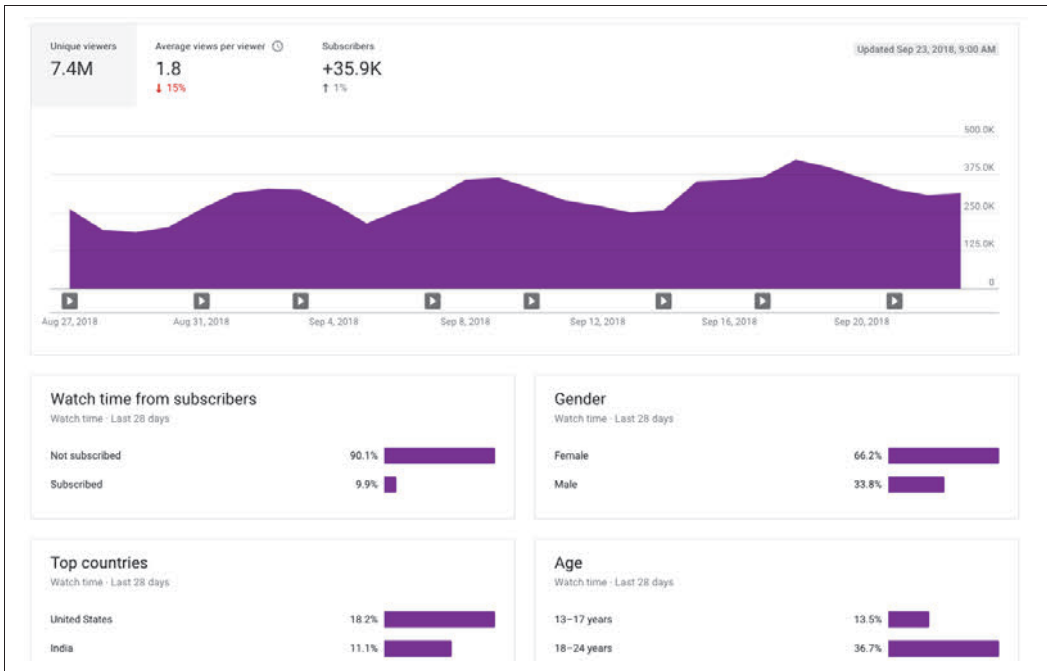 Unique viewers
7.4M
Average views per viewer
1.8
↓ 15%
Subscribers
+35.9K
↑ 1%
Updated Sep 23, 2018, 9:00 AM
500.0K
375.0K
250.0K
125.0K
0
Aug 27, 2018 Aug 31, 2018 Sep 4, 2018 Sep 8, 2018 Sep 12, 2018 Sep 16, 2018 Sep 20, 2018
Watch time from subscribers
Watch time · Last 28 days
Not subscribed 90.1%
Subscribed 9.9%
Gender
Watch time · Last 28 days
Female 66.2%
Male 33.8%
Top countries
Watch time · Last 28 days
United States 18.2%
India 11.1%
Age
Watch time · Last 28 days
13–17 years 13.5%
18–24 years 36.7%